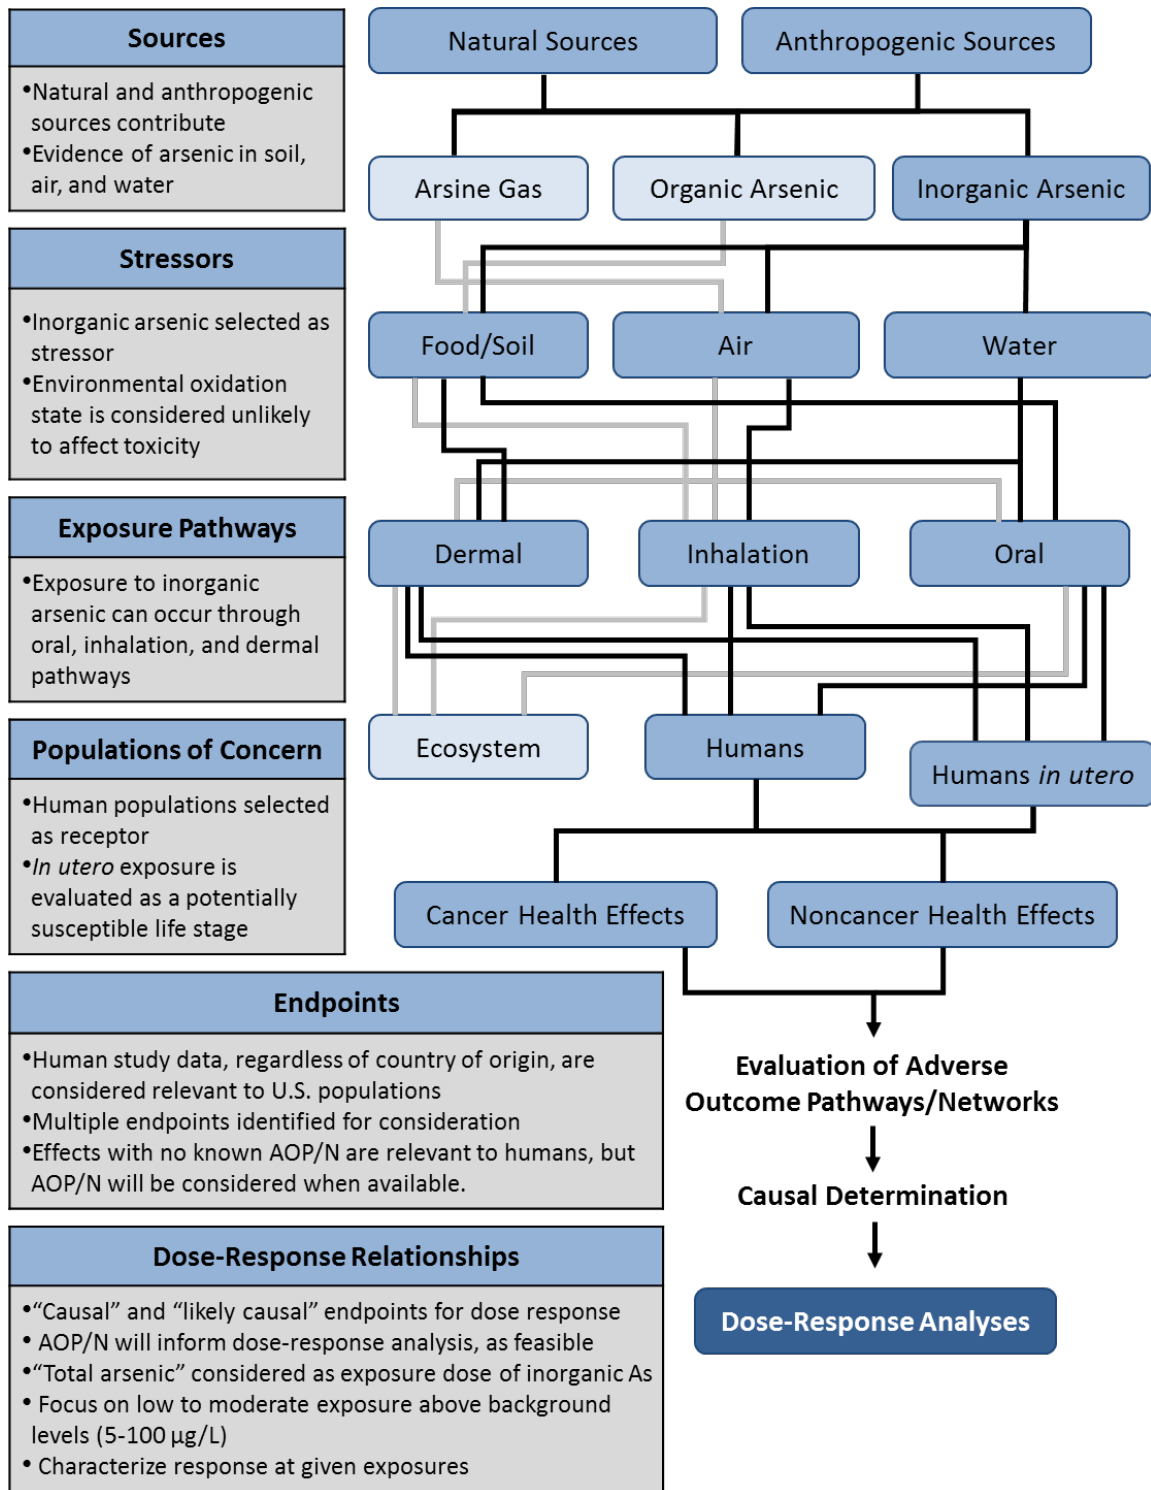 Sources
•Natural and anthropogenic
sources contribute
•Evidence of arsenic in soil,
air, and water
Stressors
•Inorganic arsenic selected as
stressor
•Environmental oxidation
state is considered unlikely
to affect toxicity
Exposure Pathways
•Exposure to inorganic
arsenic can occur through
oral, inhalation, and dermal
pathways
Populations of Concern
•Human populations selected
as receptor
•In utero exposure is
evaluated as a potentially
susceptible life stage
Endpoints
•Human study data, regardless of country of origin, are
considered relevant to U.S. populations
•Multiple endpoints identified for consideration
•Effects with no known AOP/N are relevant to humans, but
AOP/N will be considered when available.
Dose-Response Relationships
•“Causal” and “likely causal” endpoints for dose response
• AOP/N will inform dose-response analysis, as feasible
•“Total arsenic” considered as exposure dose of inorganic As
• Focus on low to moderate exposure above background
levels (5-100 µg/L)
• Characterize response at given exposures
Natural Sources
Anthropogenic Sources
Arsine Gas
Organic Arsenic
Inorganic Arsenic
Food/Soil
Air
Water
Dermal
Inhalation
Oral
Ecosystem
Humans
Humans in utero
Cancer Health Effects
Noncancer Health Effects
Evaluation of Adverse
Outcome Pathways/Networks
Causal Determination
Dose-Response Analyses